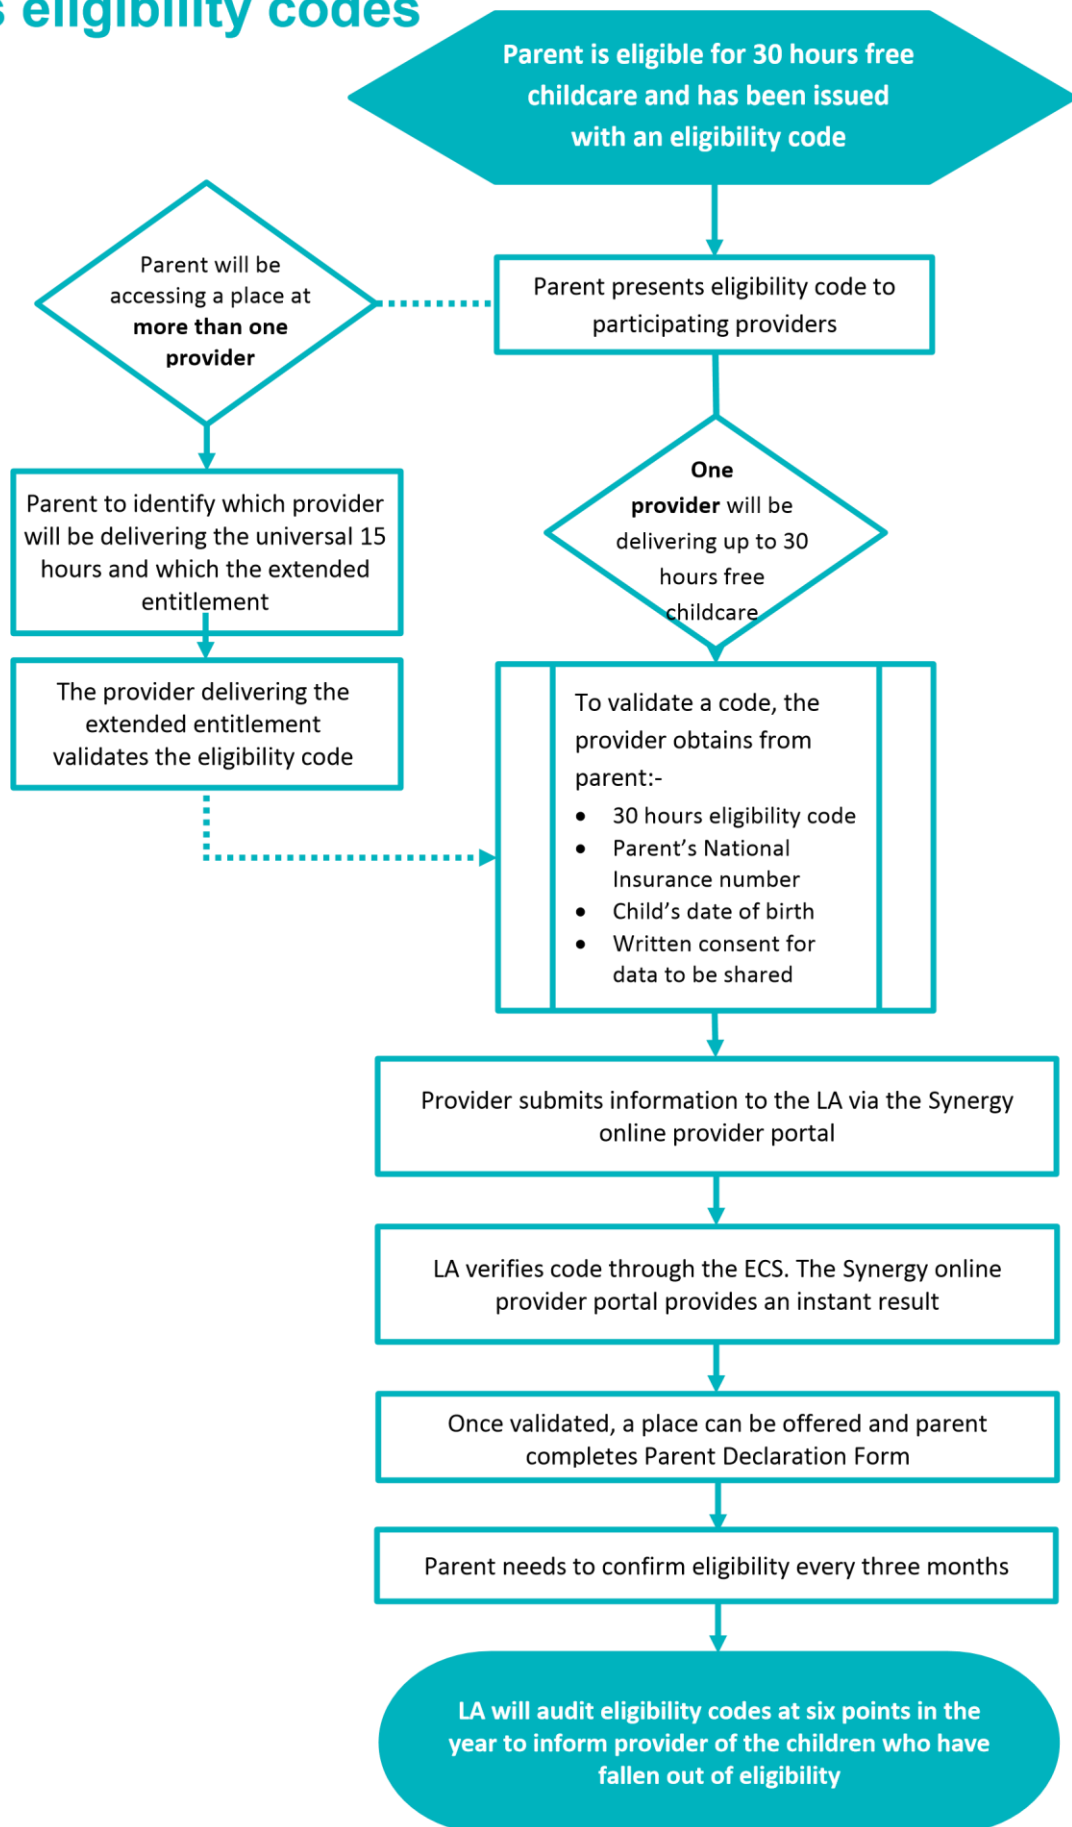 s eligibility codes
Parent is eligible for 30 hours free
childcare and has been issued
with an eligibility code
Parent will be
accessing a place at
more than one
provider
Parent presents eligibility code to
participating providers
One
provider will be
delivering up to 30
hours free
childcare
Parent to identify which provider
will be delivering the universal 15
hours and which the extended
entitlement
The provider delivering the
extended entitlement
validates the eligibility code
To validate a code, the
provider obtains from
parent:-
• 30 hours eligibility code
• Parent’s National
Insurance number
• Child’s date of birth
• Written consent for
data to be shared
Provider submits information to the LA via the Synergy
online provider portal
LA verifies code through the ECS. The Synergy online
provider portal provides an instant result
Once validated, a place can be offered and parent
completes Parent Declaration Form
Parent needs to confirm eligibility every three months
LA will audit eligibility codes at six points in the
year to inform provider of the children who have
fallen out of eligibility